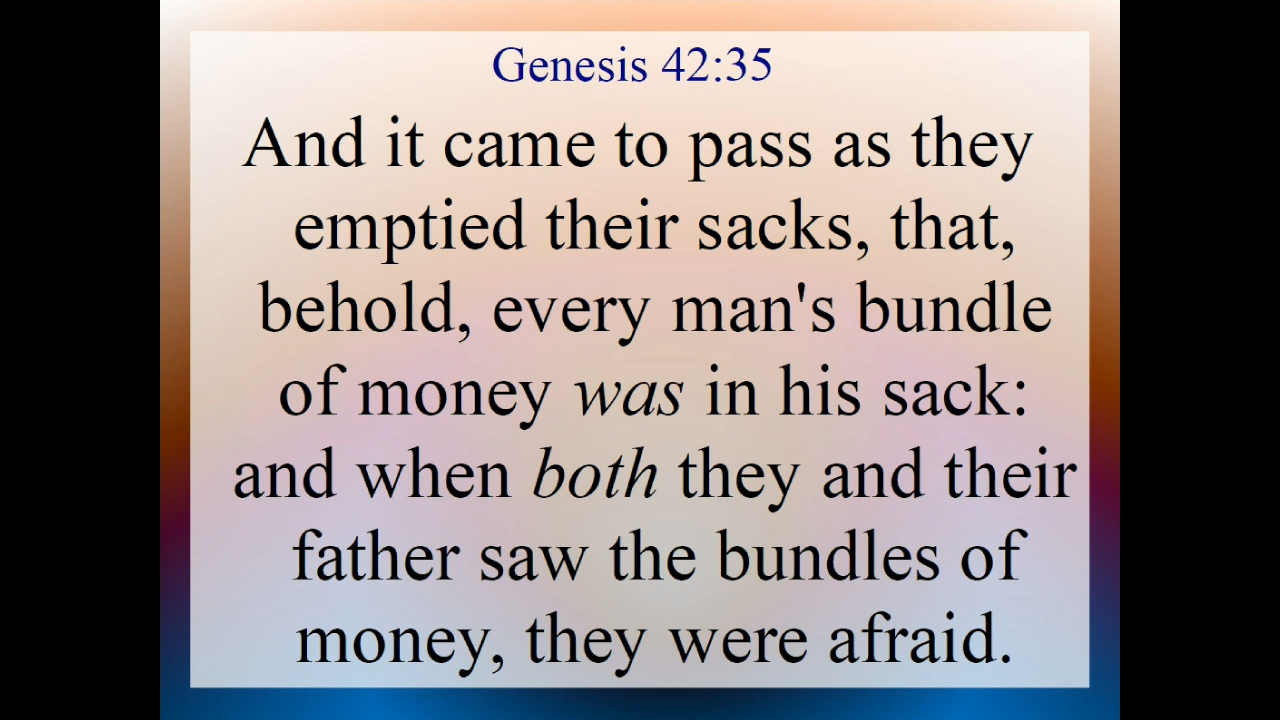 Genesis 42:35
And it came to pass as they
emptied their sacks, that,
behold, every man's bundle
of money was in his sack:
and when both they and their
father saw the bundles of
money, they were afraid.